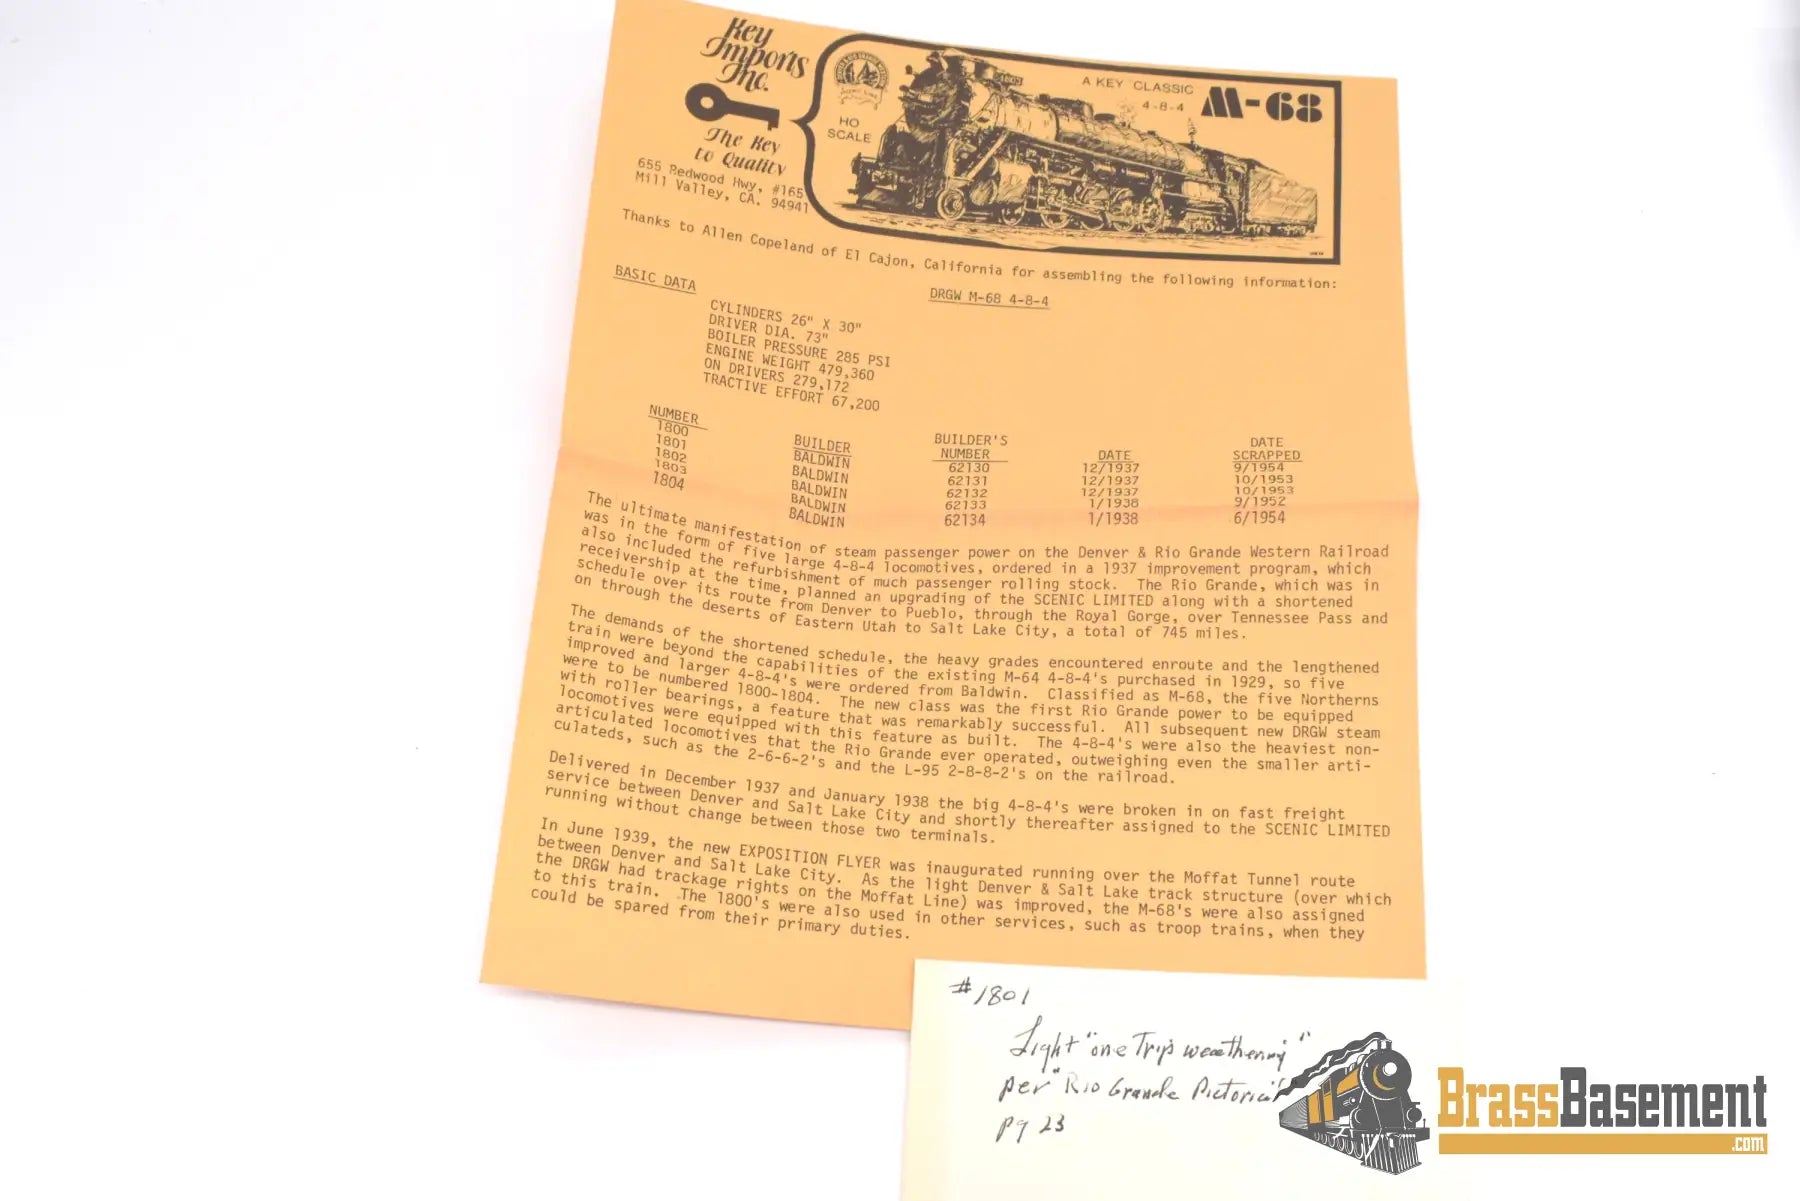 Key
Imports
Inc.
The Key
to Quality
655 Redwood Hwy, #165
Mill Valley, CA. 94941
HO
SCALE
1803
A KEY CLASSIC
4-8-4
M-68
Thanks to Allen Copeland of El Cajon, California for assembling the following information:
BASIC DATA
DRGW M-68 4-8-4
CYLINDERS 26" X 30"
DRIVER DIA. 73"
BOILER PRESSURE 285 PSI
ENGINE WEIGHT 479,360
ON DRIVERS 279,172
TRACTIVE EFFORT 67,200
NUMBER BUILDER BUILDER'S NUMBER DATE DATE SCRAPPED
1800 BALDWIN 62130 12/1937 9/1954
1801 BALDWIN 62131 12/1937 10/1953
1802 BALDWIN 62132 12/1937 10/1953
1803 BALDWIN 62133 1/1938 9/1952
1804 BALDWIN 62134 1/1938 6/1954
The ultimate manifestation of steam passenger power on the Denver & Rio Grande Western Railroad
was in the form of five large 4-8-4 locomotives, ordered in a 1937 improvement program, which
also included the refurbishment of much passenger rolling stock. The Rio Grande, which was in
receivership at the time, planned an upgrading of the SCENIC LIMITED along with a shortened
schedule over its route from Denver to Pueblo, through the Royal Gorge, over Tennessee Pass and
on through the deserts of Eastern Utah to Salt Lake City, a total of 745 miles.
The demands of the shortened schedule, the heavy grades encountered enroute and the lengthened
train were beyond the capabilities of the existing M-64 4-8-4's purchased in 1929, so five
improved and larger 4-8-4's were ordered from Baldwin. Classified as M-68, the five Northerns
were to be numbered 1800-1804. The new class was the first Rio Grande power to be equipped
with roller bearings, a feature that was remarkably successful. All subsequent new DRGW steam
locomotives were equipped with this feature as built. The 4-8-4's were also the heaviest non-
articulated locomotives that the Rio Grande ever operated, outweighing even the smaller arti-
culateds, such as the 2-6-6-2's and the L-95 2-8-8-2's on the railroad.
Delivered in December 1937 and January 1938 the big 4-8-4's were broken in on fast freight
service between Denver and Salt Lake City and shortly thereafter assigned to the SCENIC LIMITED
running without change between those two terminals.
In June 1939, the new EXPOSITION FLYER was inaugurated running over the Moffat Tunnel route
between Denver and Salt Lake City. As the light Denver & Salt Lake track structure (over which
the DRGW had trackage rights on the Moffat Line) was improved, the M-68's were also assigned
to this train. The 1800's were also used in other services, such as troop trains, when they
could be spared from their primary duties.
#1801
Light "one Trip weathering"
per "Rio Grande Pictorial"
pg 23
BrassBasement
.com